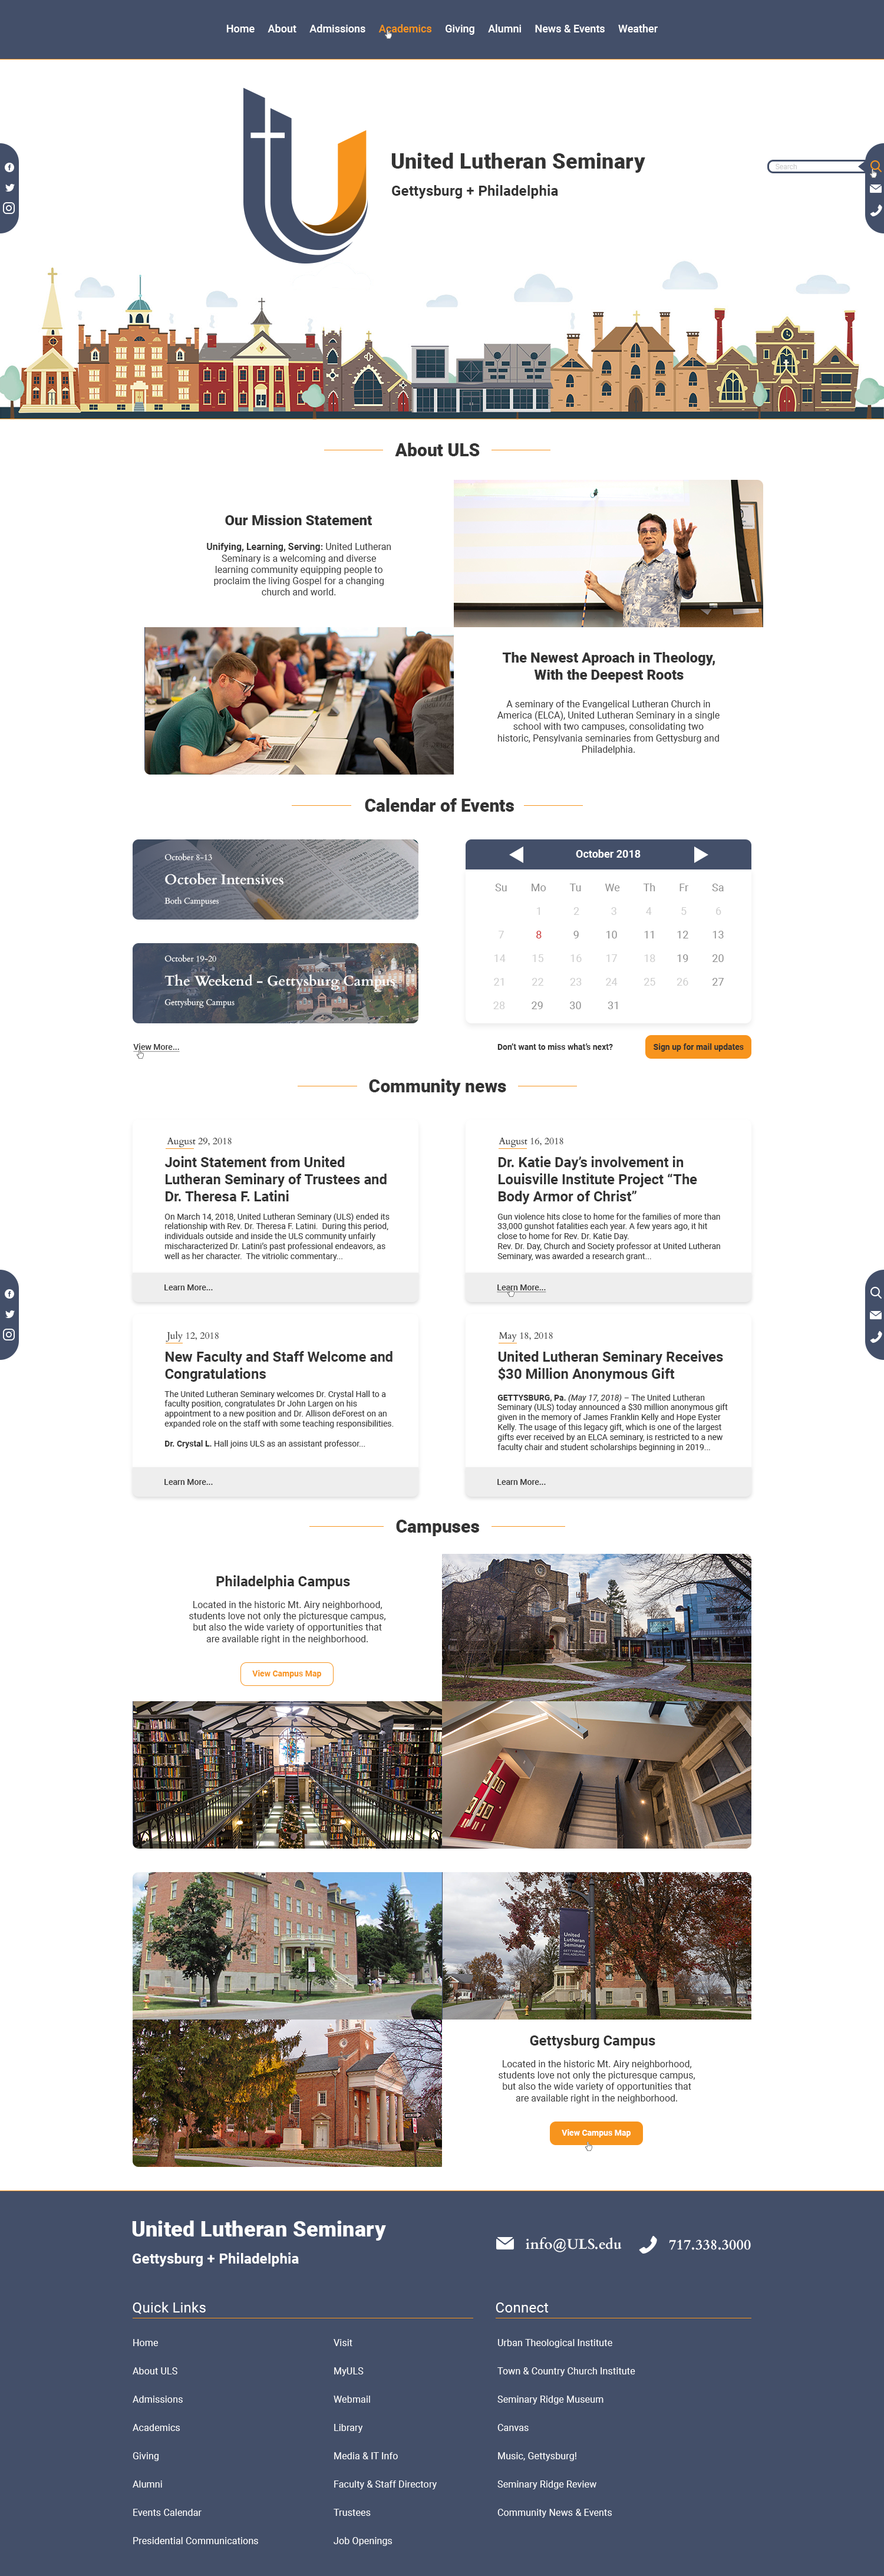 Home About Admissions Academics Giving Alumni News & Events Weather
United Lutheran Seminary
Gettysburg + Philadelphia
Search
About ULS
Our Mission Statement
Unifying, Learning, Serving: United Lutheran
Seminary is a welcoming and diverse
learning community equipping people to
proclaim the living Gospel for a changing
church and world.
The Newest Aproach in Theology,
With the Deepest Roots
A seminary of the Evangelical Lutheran Church in
America (ELCA), United Lutheran Seminary in a single
school with two campuses, consolidating two
historic, Pensylvania seminaries from Gettysburg and
Philadelphia.
Calendar of Events
October 8-13
October Intensives
Both Campuses
October 19-20
The Weekend - Gettysburg Campus
Gettysburg Campus
View More...
October 2018
Su Mo Tu We Th Fr Sa
1 2 3 4 5 6
7 8 9 10 11 12 13
14 15 16 17 18 19 20
21 22 23 24 25 26 27
28 29 30 31
Don't want to miss what's next?
Sign up for mail updates
Community news
August 29, 2018
Joint Statement from United
Lutheran Seminary of Trustees and
Dr. Theresa F. Latini
On March 14, 2018, United Lutheran Seminary (ULS) ended its
relationship with Rev. Dr. Theresa F. Latini. During this period,
individuals outside and inside the ULS community unfairly
mischaracterized Dr. Latini's past professional endeavors, as
well as her character. The vitriolic commentary...
Learn More...
August 16, 2018
Dr. Katie Day's involvement in
Louisville Institute Project “The
Body Armor of Christ”
Gun violence hits close to home for the families of more than
33,000 gunshot fatalities each year. A few years ago, it hit
close to home for Rev. Dr. Katie Day.
Rev. Dr. Day, Church and Society professor at United Lutheran
Seminary, was awarded a research grant...
Learn More...
July 12, 2018
New Faculty and Staff Welcome and
Congratulations
The United Lutheran Seminary welcomes Dr. Crystal Hall to a
faculty position, congratulates Dr John Largen on his
appointment to a new position and Dr. Allison deForest on an
expanded role on the staff with some teaching responsibilities.
Dr. Crystal L. Hall joins ULS as an assistant professor...
Learn More...
May 18, 2018
United Lutheran Seminary Receives
$30 Million Anonymous Gift
GETTYSBURG, Pa. (May 17, 2018) – The United Lutheran
Seminary (ULS) today announced a $30 million anonymous gift
given in the memory of James Franklin Kelly and Hope Eyster
Kelly. The usage of this legacy gift, which is one of the largest
gifts ever received by an ELCA seminary, is restricted to a new
faculty chair and student scholarships beginning in 2019...
Learn More...
Campuses
Philadelphia Campus
Located in the historic Mt. Airy neighborhood,
students love not only the picturesque campus,
but also the wide variety of opportunities that
are available right in the neighborhood.
View Campus Map
United
Lutheran
Seminary
GETTYSBURG
PHILADELPHIA
Gettysburg Campus
Located in the historic Mt. Airy neighborhood,
students love not only the picturesque campus,
but also the wide variety of opportunities that
are available right in the neighborhood.
View Campus Map
United Lutheran Seminary
Gettysburg + Philadelphia
info@ULS.edu
717.338.3000
Quick Links
Home
About ULS
Admissions
Academics
Giving
Alumni
Events Calendar
Presidential Communications
Visit
MyULS
Webmail
Library
Media & IT Info
Faculty & Staff Directory
Trustees
Job Openings
Connect
Urban Theological Institute
Town & Country Church Institute
Seminary Ridge Museum
Canvas
Music, Gettysburg!
Seminary Ridge Review
Community News & Events